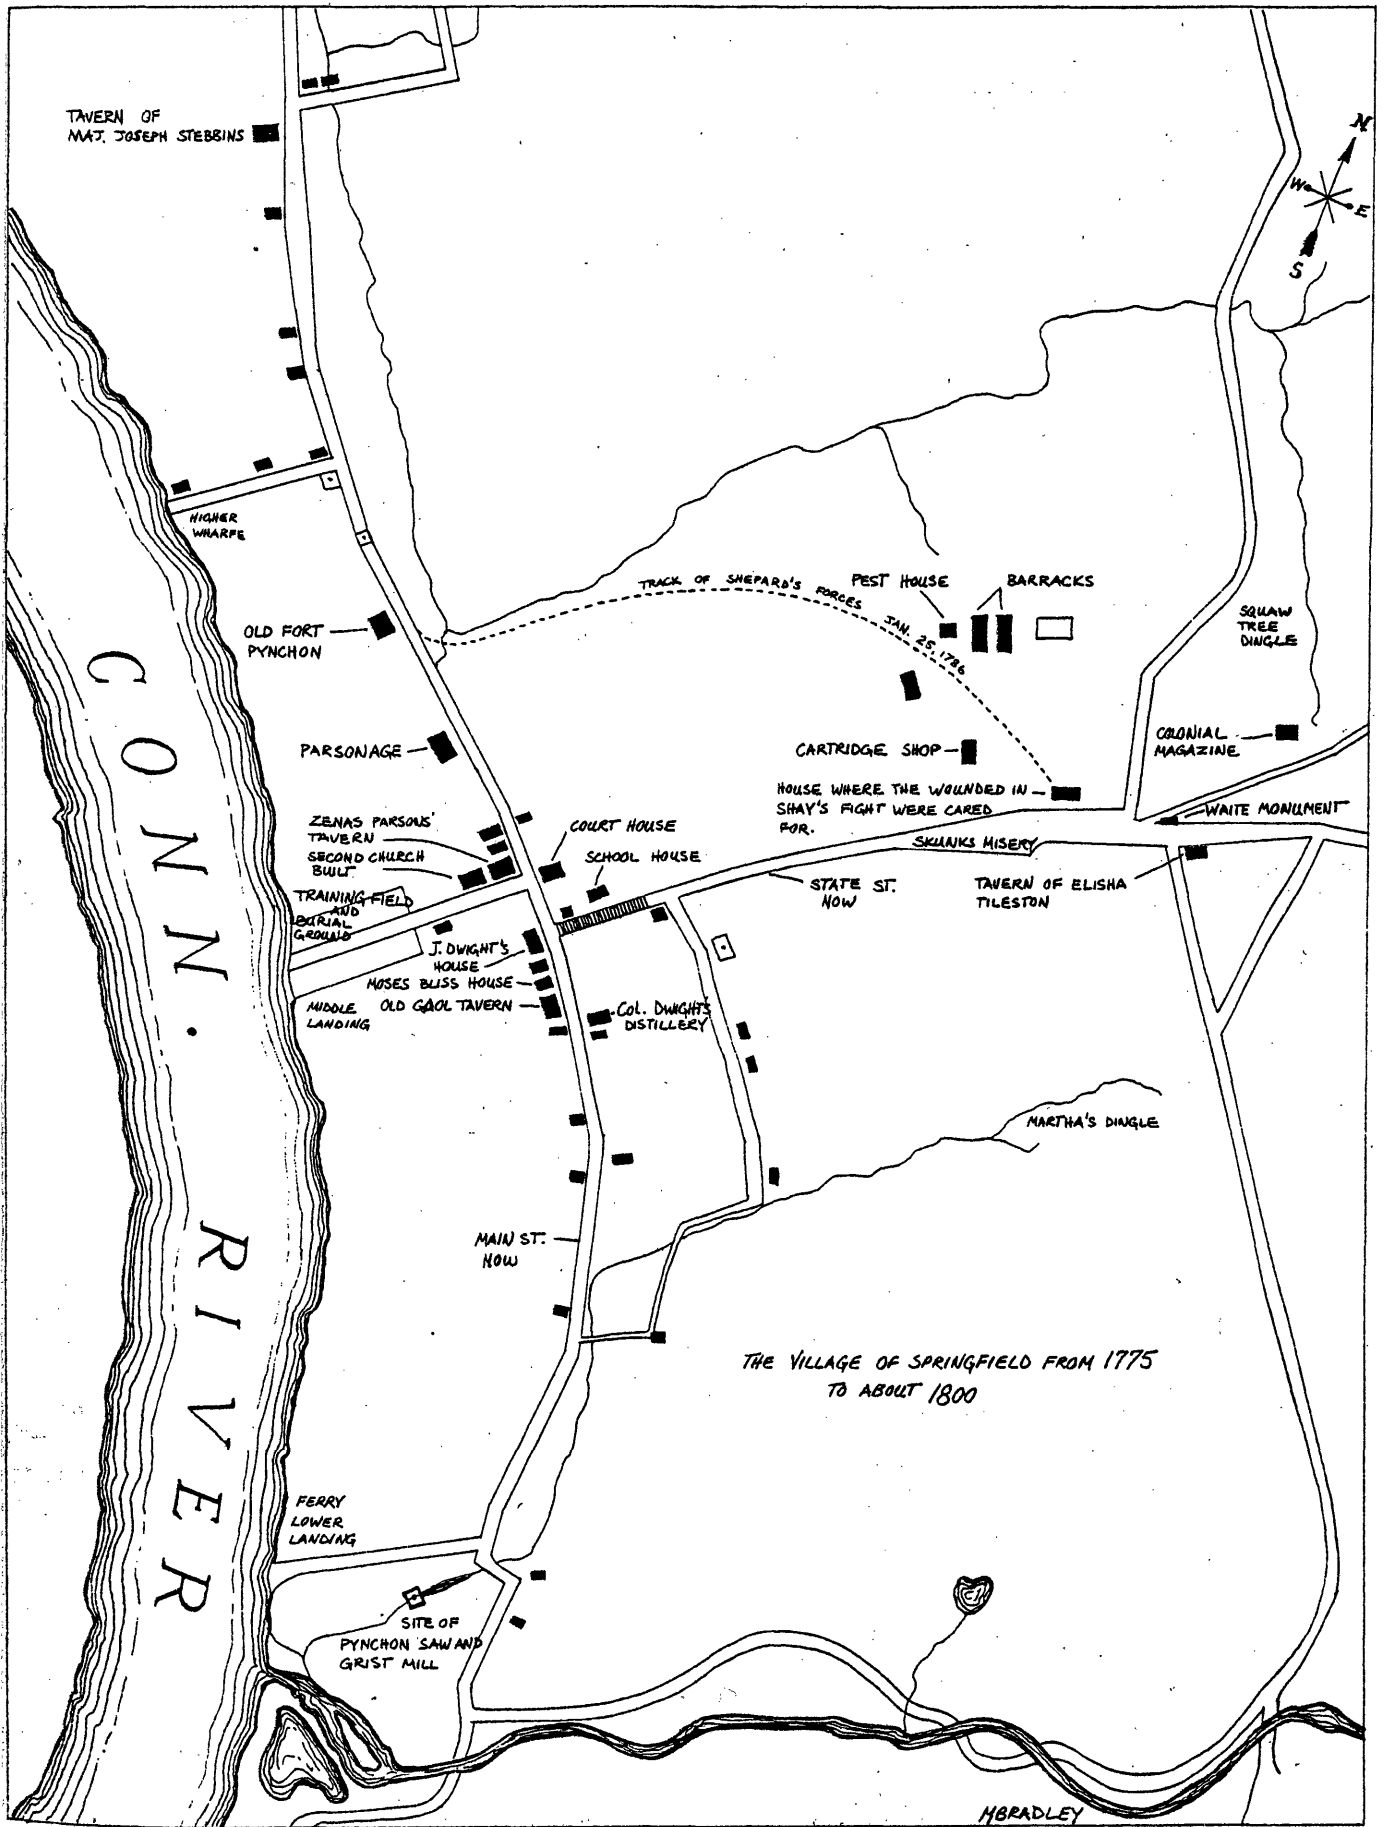 TAVERN OF
MAJ. JOSEPH STEBBINS
N.
W
E
S
HIGHER
WHARFE
TRACK OF SHEPARD'S FORCES JAN. 25, 1786
PEST HOUSE
BARRACKS
OLD FORT
PYNCHON
SQUAW
TREE
DINGLE
PARSONAGE
CARTRIDGE SHOP
COLONIAL
MAGAZINE
HOUSE WHERE THE WOUNDED IN
SHAY'S FIGHT WERE CARED
FOR.
WAITE MONUMENT
ZENAS PARSONS'
TAVERN
COURT HOUSE
SECOND CHURCH
BUILT
SCHOOL HOUSE
SKUNKS MISERY
STATE ST.
NOW
TAVERN OF ELISHA
TILESTON
TRAINING FIELD
AND
BURIAL
GROUND
J. DWIGHT'S
HOUSE
MOSES BLISS HOUSE
OLD GAOL TAVERN
MIDDLE
LANDING
COL. DWIGHT'S
DISTILLERY
CONN. RIVER
MARTHA'S DINGLE
MAIN ST.
NOW
THE VILLAGE OF SPRINGFIELD FROM 1775
TO ABOUT 1800
FERRY
LOWER
LANDING
SITE OF
PYNCHON SAW AND
GRIST MILL
MBRADLEY